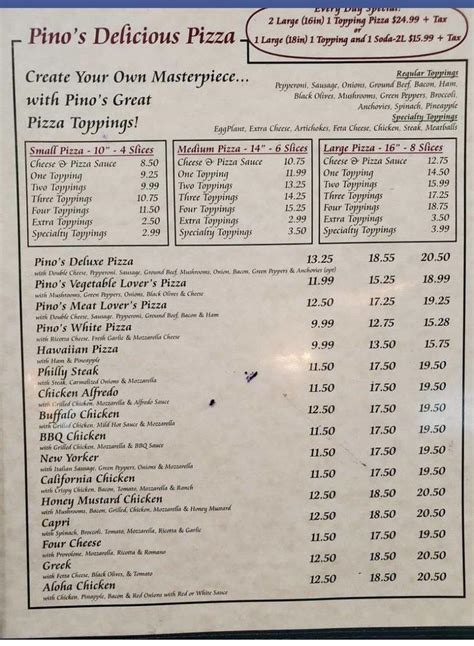 Every Day Special!
2 Large (16in) 1 Topping Pizza $24.99 + Tax
or
1 Large (18in) 1 Topping and 1 Soda-2L $15.99 + Tax
Pino's Delicious Pizza
Create Your Own Masterpiece...
with Pino's Great
Pizza Toppings!
Regular Toppings
Pepperoni, Sausage, Onions, Ground Beef, Bacon, Ham,
Black Olives, Mushrooms, Green Peppers, Broccoli,
Anchovies, Spinach, Pineapple
Specialty Toppings
EggPlant, Extra Cheese, Artichokes, Feta Cheese, Chicken, Steak, Meatballs
Small Pizza - 10" - 4 Slices
Cheese & Pizza Sauce 8.50
One Topping 9.25
Two Toppings 9.99
Three Toppings 10.75
Four Toppings 11.50
Extra Toppings 2.50
Specialty Toppings 2.99
Medium Pizza - 14" - 6 Slices
Cheese & Pizza Sauce 10.75
One Topping 11.99
Two Toppings 12.99
Three Toppings 14.25
Four Toppings 15.25
Extra Toppings 2.50
Specialty Toppings 3.50
Large Pizza - 16" - 8 Slices
Cheese & Pizza Sauce 12.75
One Topping 14.25
Two Toppings 15.99
Three Toppings 17.25
Four Toppings 18.75
Extra Toppings 3.50
Specialty Toppings 3.99
Pino's Deluxe Pizza 13.25 18.55 20.50
with Double Cheese, Pepperoni, Sausage, Ground Beef, Mushrooms, Onion, Bacon, Green Peppers & Anchovies (opt)
Pino's Vegetable Lover's Pizza 11.99 15.25 18.99
with Mushrooms, Green Peppers, Onions, Black Olives & Cheese
Pino's Meat Lover's Pizza 12.50 17.25 19.25
with Double Cheese, Pepperoni, Sausage, Ground Beef, Bacon & Ham
Pino's White Pizza 9.99 12.75 15.28
with Ricotta Cheese, Fresh Garlic & Mozzarella Cheese
Hawaiian Pizza 9.99 13.50 17.50
with Ham & Pineapple
Philly Steak 11.50 17.50 19.50
with Steak, Carmelized Onions & Mozzarella
Chicken Alfredo 11.50 17.50 19.50
with Grilled Chicken, Mozzarella & Alfredo Sauce
Buffalo Chicken 12.50 17.50 20.50
with Grilled Chicken, Mild Hot Sauce & Mozzarella
BBQ Chicken 11.50 17.50 19.50
with Grilled Chicken, Mozzarella & BBQ Sauce
New Yorker 11.50 17.50 19.50
with Italian Sausage, Green Peppers, Onions & Mozzarella
California Chicken 12.50 18.50 20.50
with Crispy Chicken, Bacon, Tomato, Mozzarella & Ranch
Honey Mustard Chicken 12.50 18.50 20.50
with Mushrooms, Bacon, Grilled, Chicken, Mozzarella & Honey Mustard
Capri 12.50 18.50 20.50
with Spinach, Broccoli, Tomato, Mozzarella, Ricotta & Garlic
Four Cheese 11.50 17.50 19.50
with Provolone, Mozzarella, Ricotta & Romano
Greek 12.50 18.50 20.50
with Fetta Cheese, Black Olives, & Tomato
Aloha Chicken 12.50 18.50 20.50
with Chicken, Pinapple, Bacon & Red Onions with Red or White Sauce